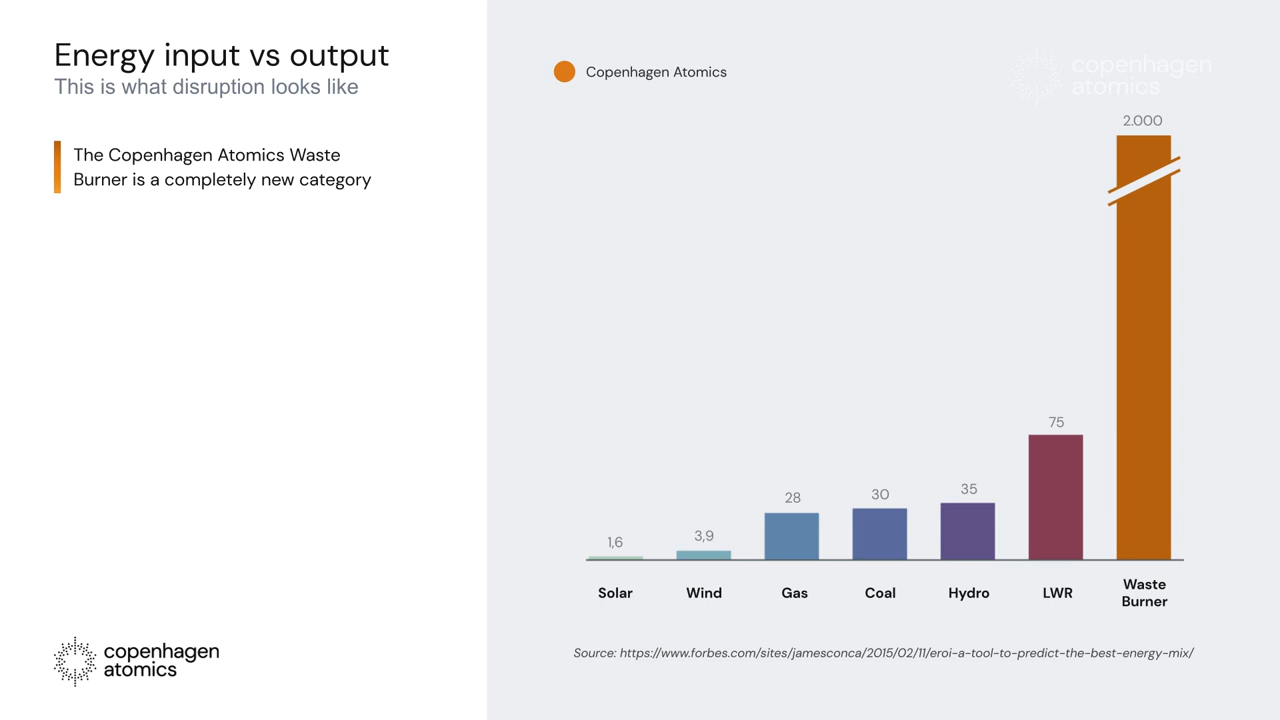 Energy input vs output
This is what disruption looks like
The Copenhagen Atomics Waste
Burner is a completely new category
copenhagen
atomics
Copenhagen Atomics
copenhagen
atomics
2.000
75
35
30
28
3,9
1,6
Solar
Wind
Gas
Coal
Hydro
LWR
Waste
Burner
Source: https://www.forbes.com/sites/jamesconca/2015/02/11/eroi-a-tool-to-predict-the-best-energy-mix/